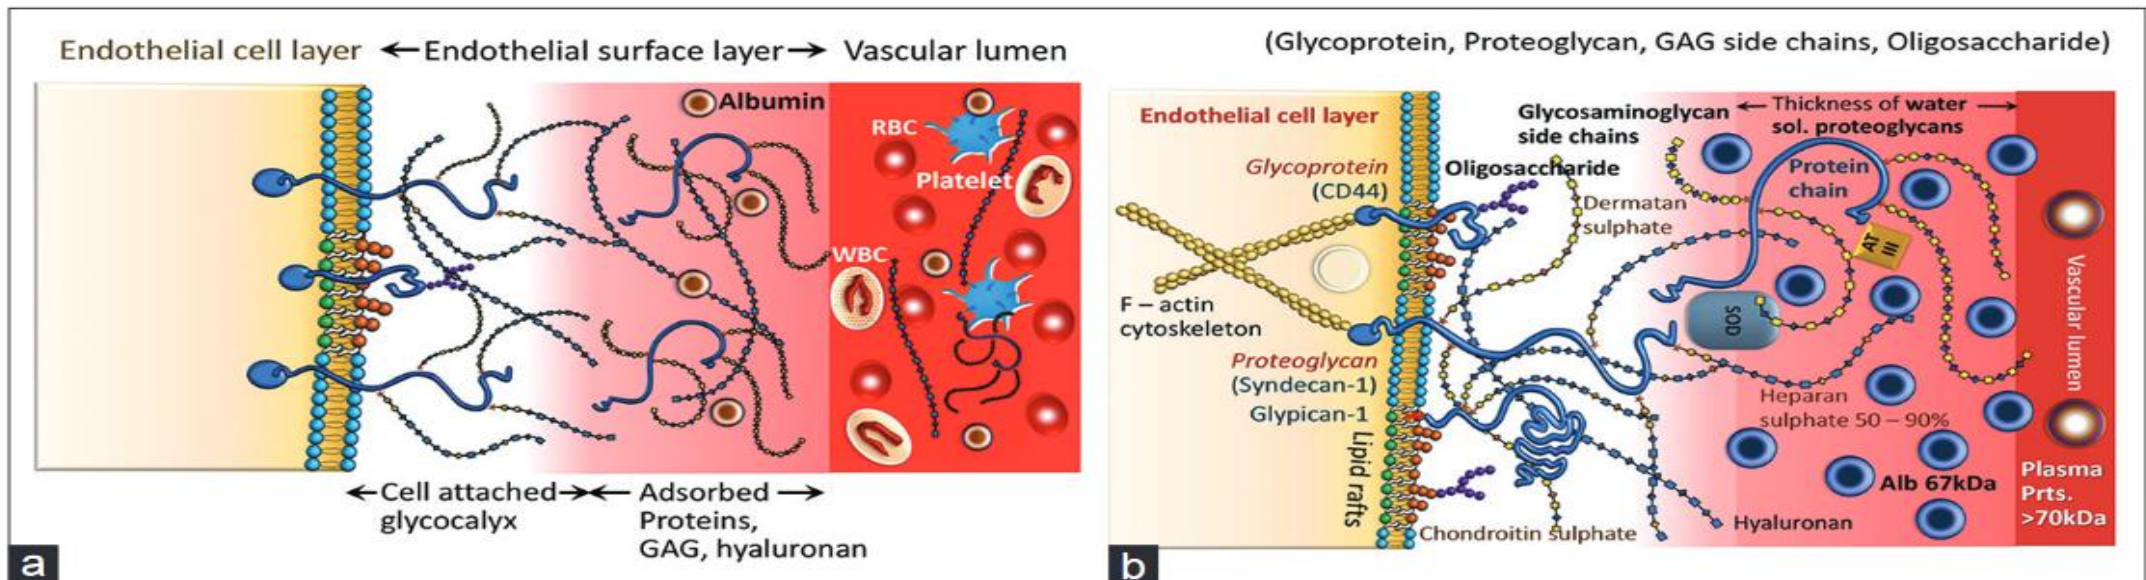 Endothelial cell layer
Endothelial surface layer
Vascular lumen
Albumin
RBC
Platelet
WBC
Cell attached
glycocalyx
Adsorbed
Proteins,
GAG, hyaluronan
a
(Glycoprotein, Proteoglycan, GAG side chains, Oligosaccharide)
Endothelial cell layer
Glycosaminoglycan
side chains
Thickness of water
sol. proteoglycans
Glycoprotein
(CD44)
Oligosaccharide
Protein
chain
Dermatan
sulphate
AT
III
F – actin
cytoskeleton
SOD
Vascular lumen
Proteoglycan
(Syndecan-1)
Glypican-1
Heparan
sulphate 50 – 90%
Lipid rafts
Alb 67kDa
Plasma
Prts.
>70kDa
Hyaluronan
Chondroitin sulphate
b